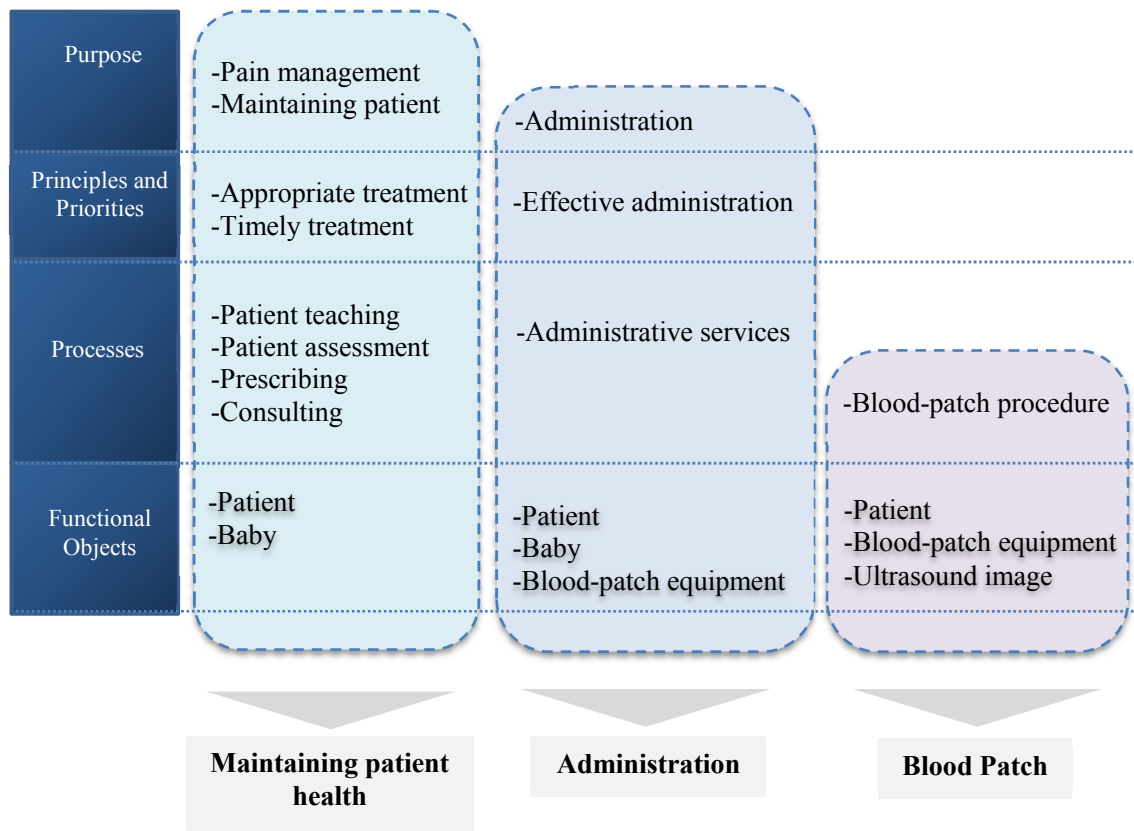 Purpose
-Pain management
-Maintaining patient
-Administration
Principles and
Priorities
-Appropriate treatment
-Timely treatment
-Effective administration
Processes
-Patient teaching
-Patient assessment
-Prescribing
-Consulting
-Administrative services
-Blood-patch procedure
Functional
Objects
-Patient
-Baby
-Patient
-Baby
-Blood-patch equipment
-Patient
-Blood-patch equipment
-Ultrasound image
Maintaining patient
health
Administration
Blood Patch